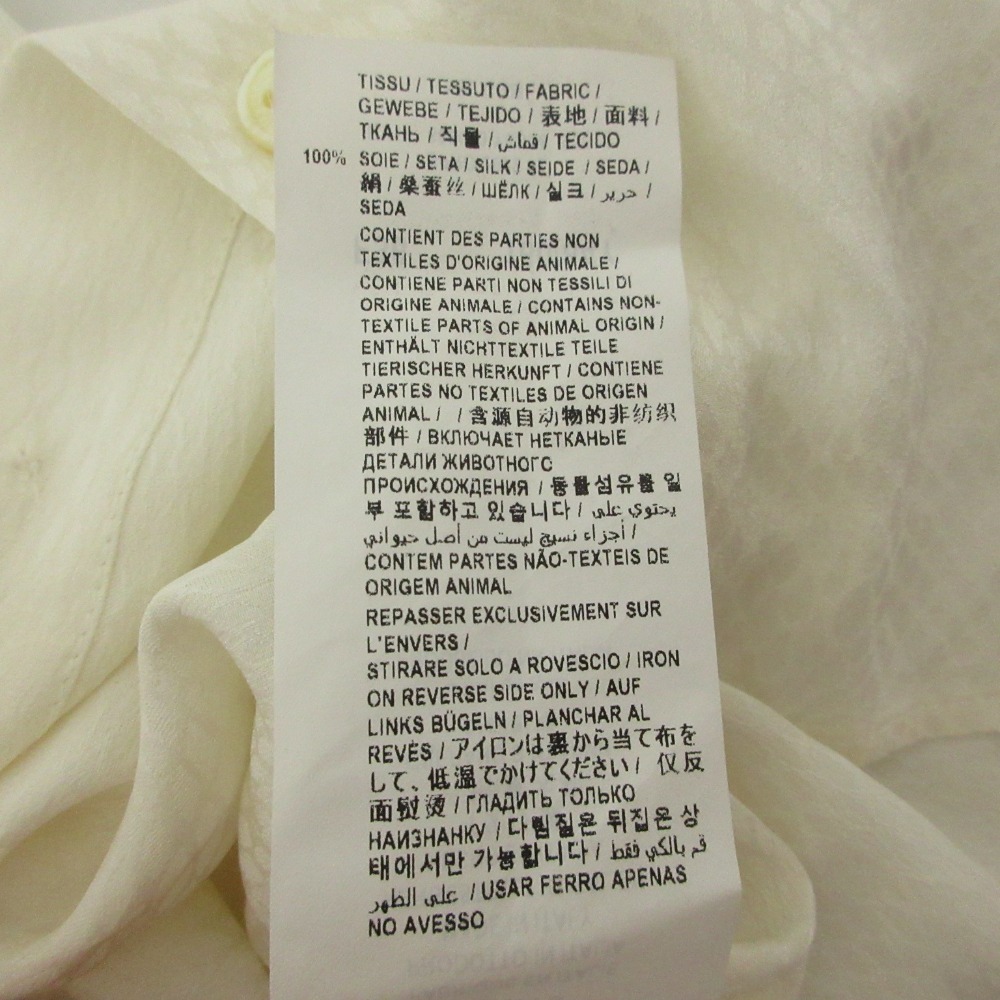 TISSU / TESSUTO / FABRIC /
GEWEBE / TEJIDO / 表地 / 面料 /
ТКАНЬ / 직물 / قماش / TECIDO
100% SOIE / SETA / SILK / SEIDE / SEDA /
絹 / 桑蚕丝 / ШЁЛК / 실크 / حرير /
SEDA
CONTIENT DES PARTIES NON
TEXTILES D'ORIGINE ANIMALE /
CONTIENE PARTI NON TESSILI DI
ORIGINE ANIMALE / CONTAINS NON-
TEXTILE PARTS OF ANIMAL ORIGIN /
ENTHÄLT NICHTTEXTILE TEILE
TIERISCHER HERKUNFT / CONTIENE
PARTES NO TEXTILES DE ORIGEN
ANIMAL / / 含源自动物的非纺织
部件 / ВКЛЮЧАЕТ НЕТКАНЫЕ
ДЕТАЛИ ЖИВОТНОГО
ПРОИСХОЖДЕНИЯ / 동물섬유를 일
부 포함하고 있습니다 / يحتوي على
أجزاء نسيج ليست من أصل حيواني /
CONTEM PARTES NÃO-TEXTEIS DE
ORIGEM ANIMAL
REPASSER EXCLUSIVEMENT SUR
L'ENVERS /
STIRARE SOLO A ROVESCIO / IRON
ON REVERSE SIDE ONLY / AUF
LINKS BÜGELN / PLANCHAR AL
REVÉS / アイロンは裏から当て布を
して、低温でかけてください / 仅反
面熨烫 / ГЛАДИТЬ ТОЛЬКО
НАИЗНАНКУ / 다림질은 뒤집은 상
태에서만 가능합니다 / قم بالكي فقط
على الظهر / USAR FERRO APENAS
NO AVESSO